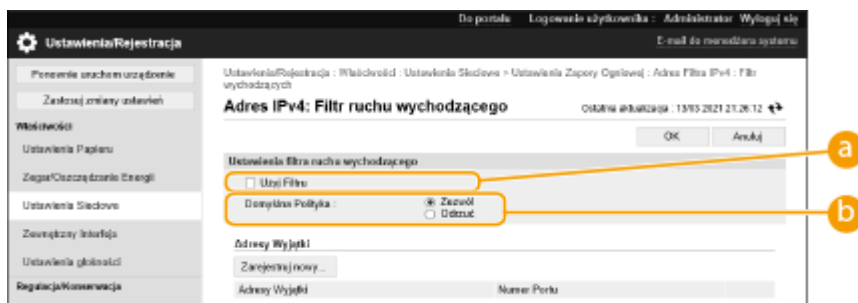 Do portalu Logowanie użytkownika : Administrator Wyloguj się
Ustawienia/Rejestracja E-mail do menedżera systemu
Ponownie uruchom urządzenie
Zastosuj zmiany ustawień
Właściwości
Ustawienia Papieru
Zegar/Oszczędzanie Energii
Ustawienia Sieciowe
Zewnętrzny Interfejs
Ustawienia głośności
Regulacja/Konserwacja
Ustawienia/Rejestracja : Właściwości : Ustawienia Sieciowe > Ustawienia Zapory Ogniowej : Adres Filtra IPv4 : Filtr
wychodzących
Adres IPv4: Filtr ruchu wychodzącego Ostatnia aktualizacja : 13/03 2021 21:26:12
OK Anuluj
Ustawienia filtra ruchu wychodzącego
Użyj Filtru
Domyślna Polityka : Zezwól
Odrzuć
a
b
Adresy Wyjątki
Zarejestruj nowy...
Adresy Wyjątki Numer Portu